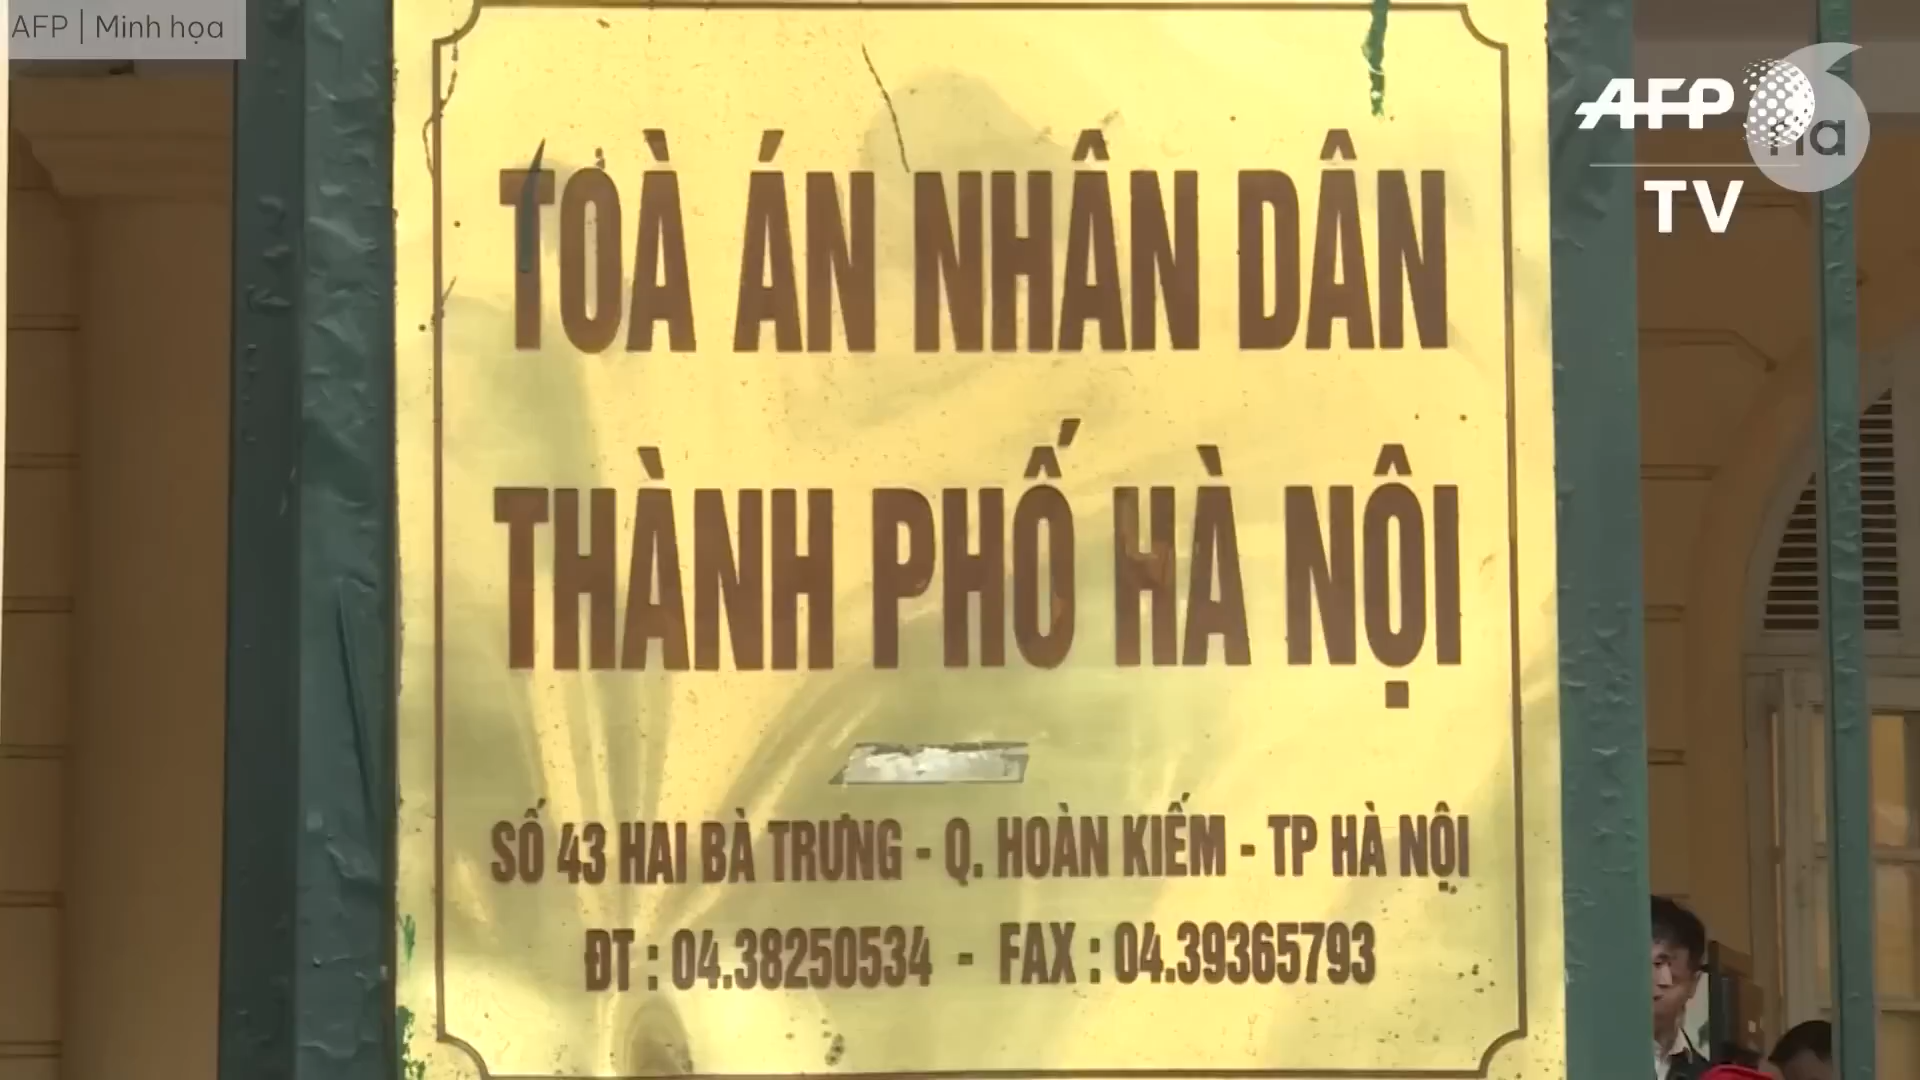 AFP | Minh họa
AFP
TV
TOÀ ÁN NHÂN DÂN
THÀNH PHỐ HÀ NỘI
SỐ 43 HAI BÀ TRƯNG - Q. HOÀN KIẾM - TP HÀ NỘI
ĐT : 04.38250534 - FAX : 04.39365793